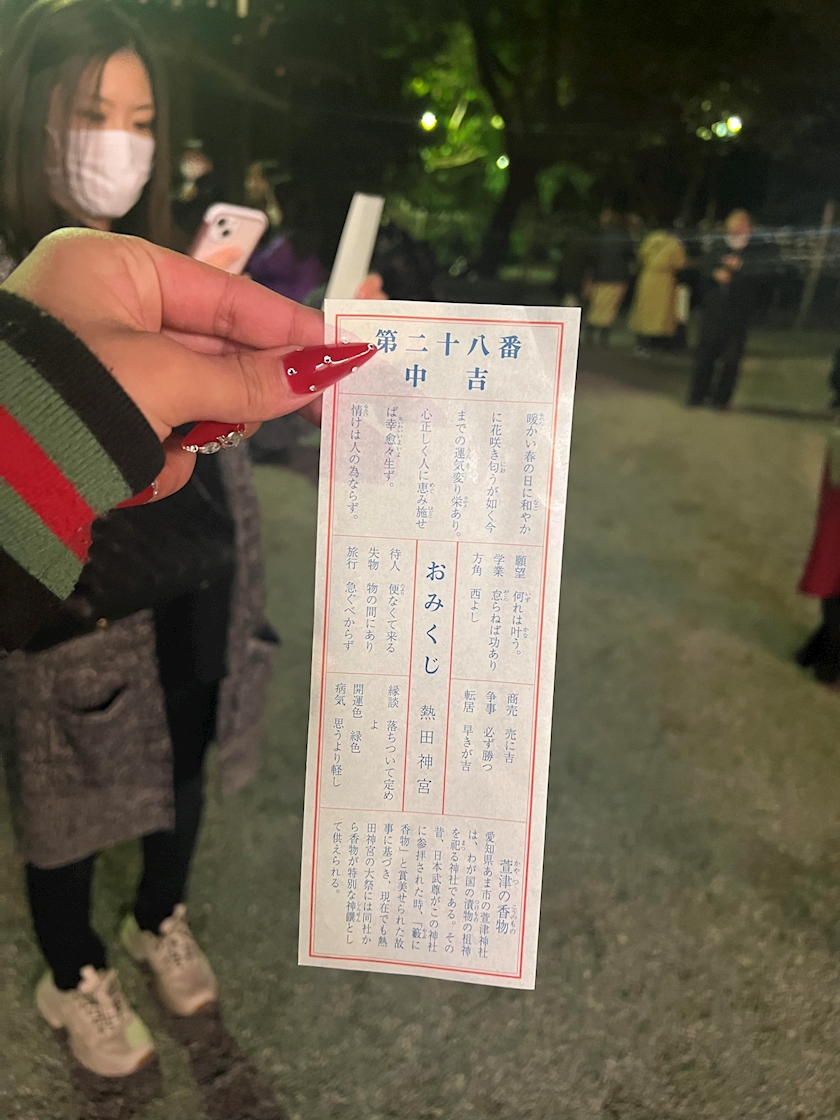 第二十八番
中吉
暖かい春の日に和やか
に花咲き匂うが如く今
までの運気変り栄あり。
心正しく人に恵み施せ
ば幸愈々生ず。
情けは人の為ならず。
願望 何れは叶う。
学業 怠らねば功あり
方角 西よし
商売 売に吉
争事 必ず勝つ
転居 早きが吉
おみくじ 熱田神宮
待人 便なくて来る
失物 物の間にあり
旅行 急ぐべからず
縁談 落ちついて定め
よ
開運色 緑色
病気 思うより軽し
萱津の香物
愛知県あま市の萱津神社
は、わが国の漬物の祖神
を祀る神社である。その
昔、日本武尊がこの神社
に参拝された時、「藪に
香物」と賞美せられた故
事に基づき、現在でも熱
田神宮の大祭には同社か
ら香物が特別な神饌とし
て供えられる。